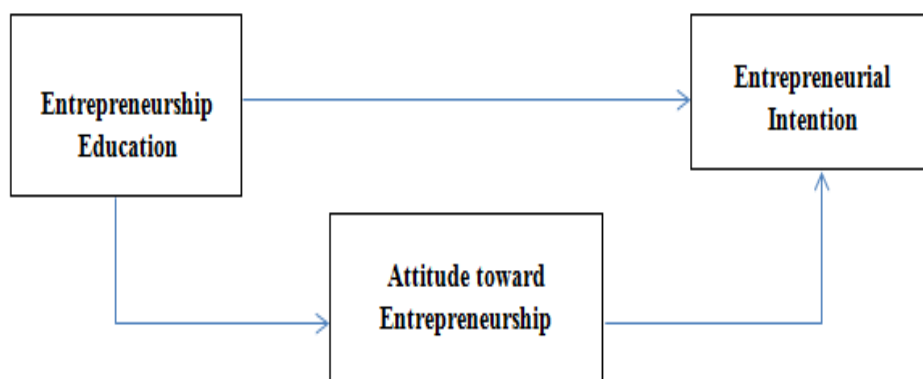 Entrepreneurship
Education
Entrepreneurial
Intention
Attitude toward
Entrepreneurship